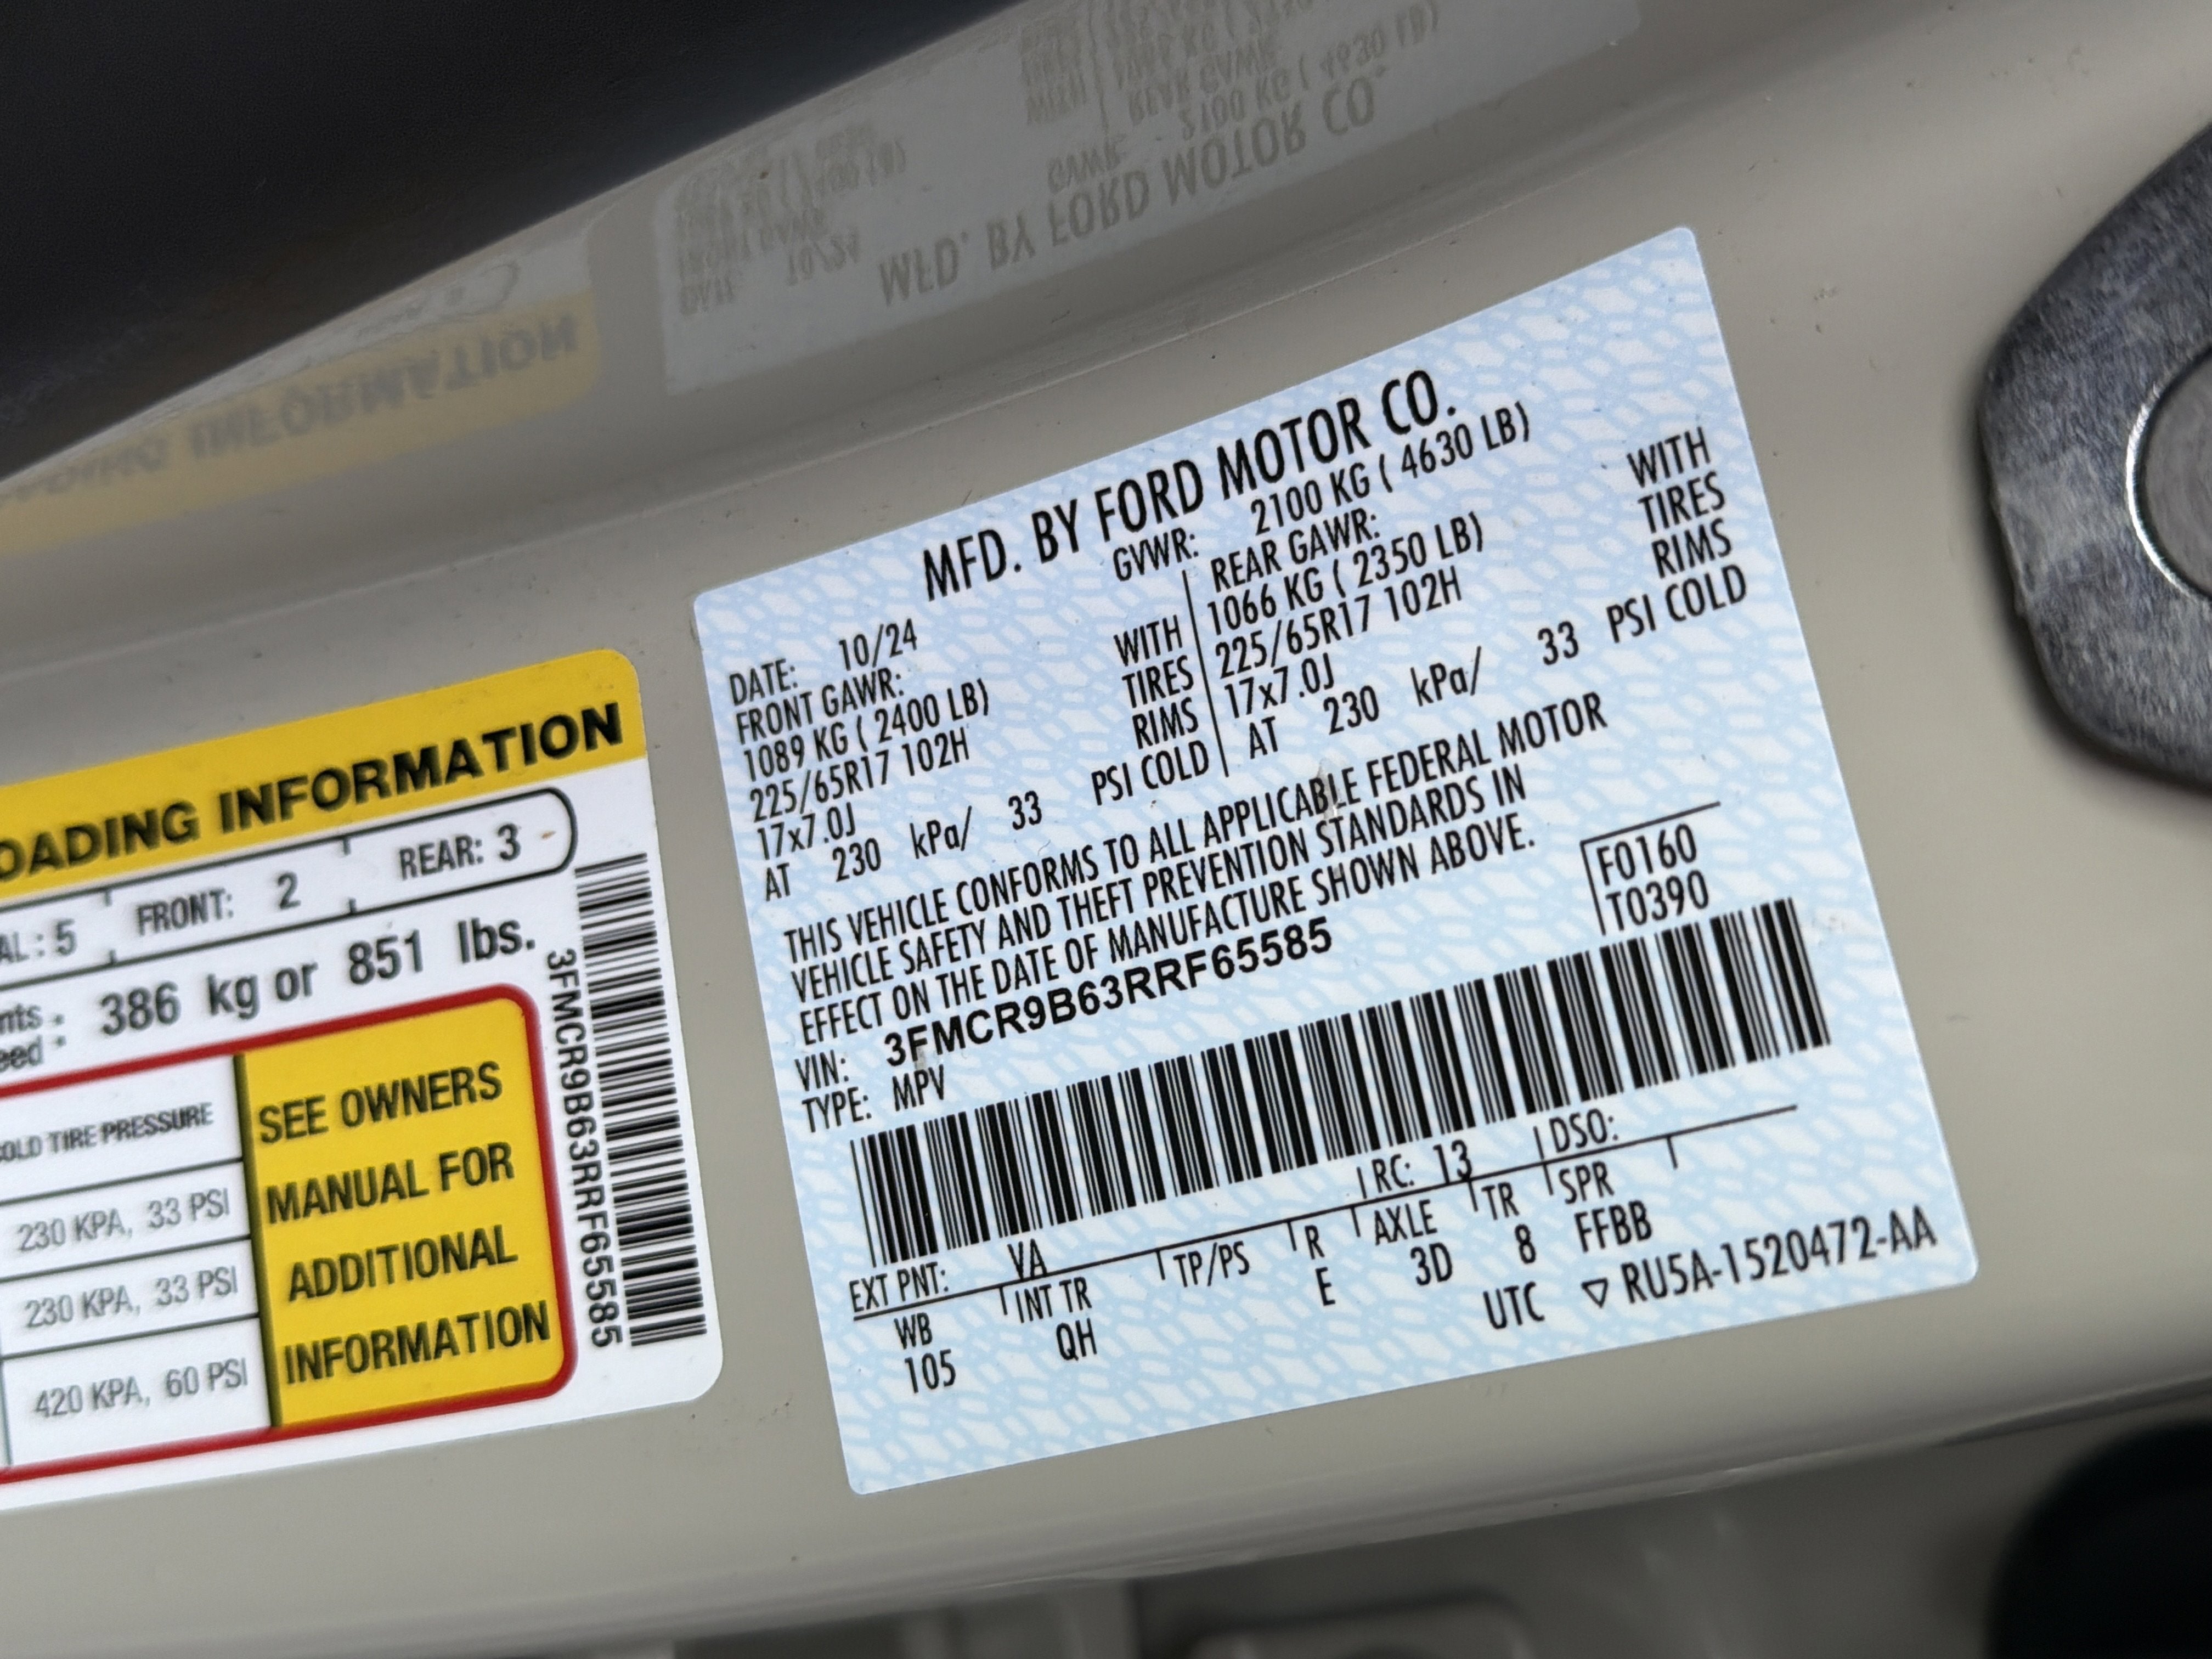 OADING INFORMATION
AL: 5 FRONT: 2 REAR: 3
nts : 386 kg or 851 lbs.
eed
OLD TIRE PRESSURE
230 KPA, 33 PSI
230 KPA, 33 PSI
420 KPA, 60 PSI
SEE OWNERS
MANUAL FOR
ADDITIONAL
INFORMATION
3FMCR9B63RRF65585
MFD. BY FORD MOTOR CO.
DATE: 10/24 GVWR: 2100 KG ( 4630 LB)
FRONT GAWR: REAR GAWR:
1089 KG ( 2400 LB) WITH 1066 KG ( 2350 LB) WITH
225/65R17 102H TIRES 225/65R17 102H TIRES
17x7.0J RIMS 17x7.0J RIMS
AT 230 kPa/ 33 PSI COLD AT 230 kPa/ 33 PSI COLD
THIS VEHICLE CONFORMS TO ALL APPLICABLE FEDERAL MOTOR
VEHICLE SAFETY AND THEFT PREVENTION STANDARDS IN
EFFECT ON THE DATE OF MANUFACTURE SHOWN ABOVE.
VIN: 3FMCR9B63RRF65585 F0160
TYPE: MPV T0390
EXT PNT: VA RC: 13 DSO:
WB INT TR TP/PS R AXLE TR SPR
105 QH E 3D 8 FFBB
UTC ▽ RU5A-1520472-AA